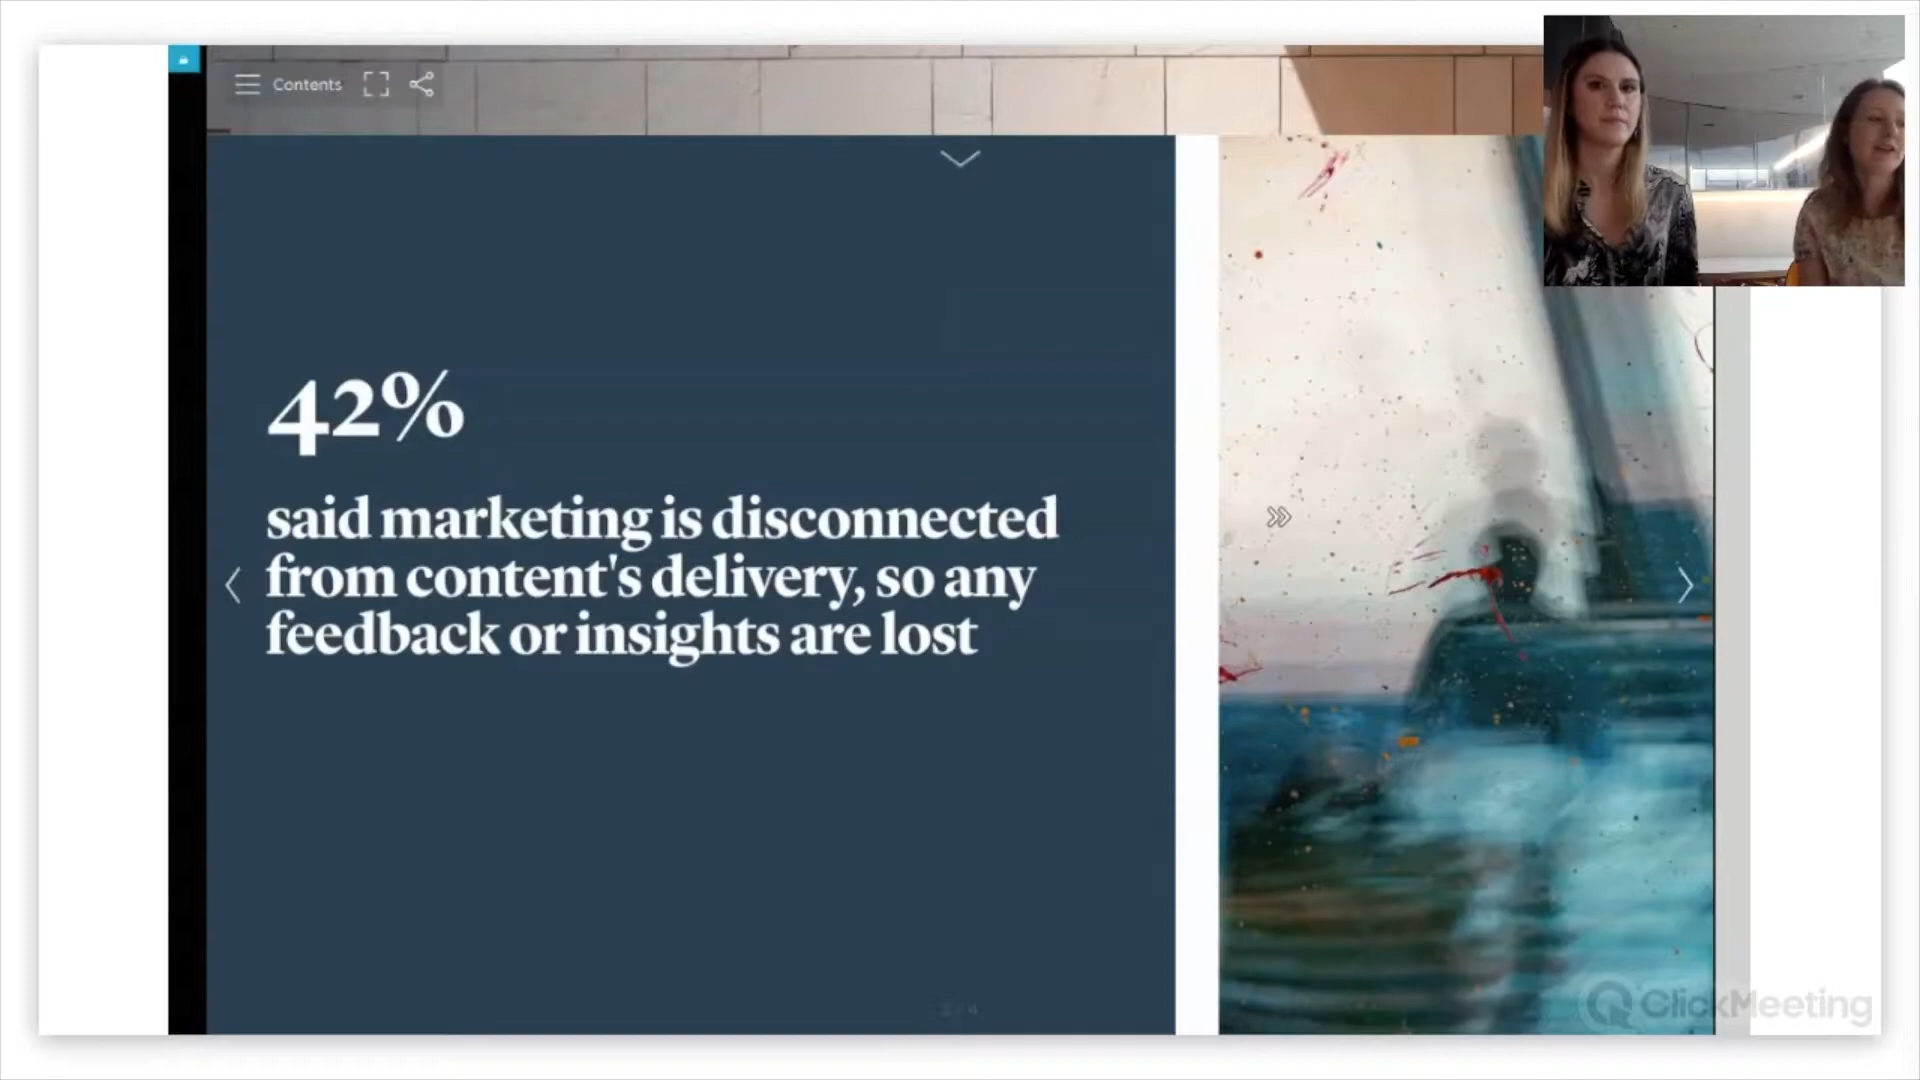 Contents
42%
said marketing is disconnected
from content's delivery, so any
feedback or insights are lost
ClickMeeting